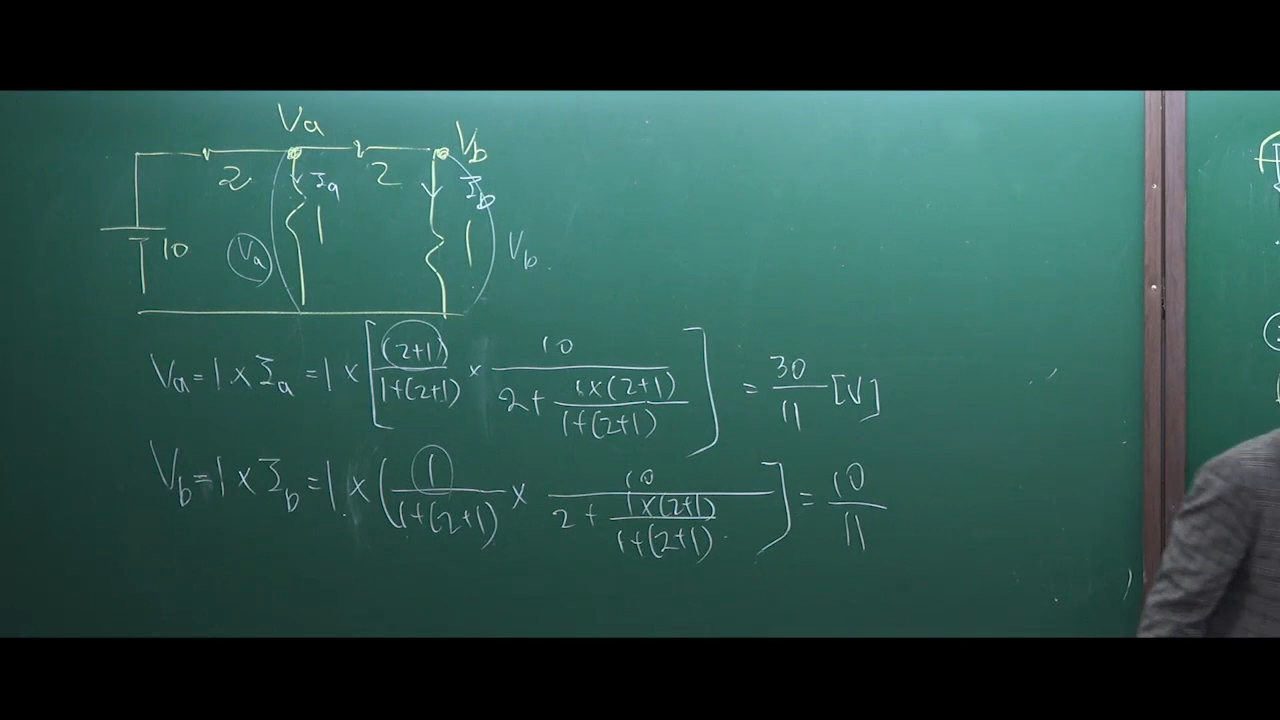 Va
Vb
2
Ia
2
Ib
1
1
10
Va
Vb
Va = 1 × Ia = 1 × [ (2+1) / 1+(2+1) × 10 / 2 + 1×(2+1) / 1+(2+1) ] = 30 / 11 [V]
Vb = 1 × Ib = 1 × ( 1 / 1+(2+1) × 10 / 2 + 1×(2+1) / 1+(2+1) ] = 10 / 11